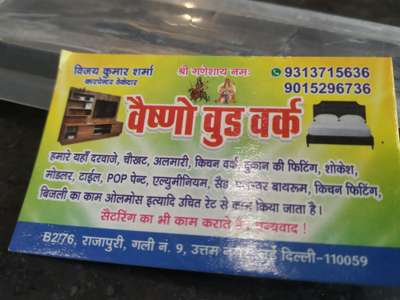 श्री गणेशाय नमः
विजय कुमार शर्मा
कारपेन्टर ठेकेदार
9313715636
9015296736
वैष्णो वुड वर्क
हमारे यहाँ दरवाजे, चौखट, अलमारी, किचन वर्क, दुकान की फिटिंग, शोकेश,
मोडलर, टाईल, POP पेन्ट, एल्युमीनियम, बाथरूम, किचन फिटिंग,
बिजली का काम ओलमोस इत्यादि उचित रेट से काम किया जाता है।
सैटरिंग का भी काम कराते धन्यवाद !
B2/76, राजापुरी, गली नं. 9, उत्तम दिल्ली-110059